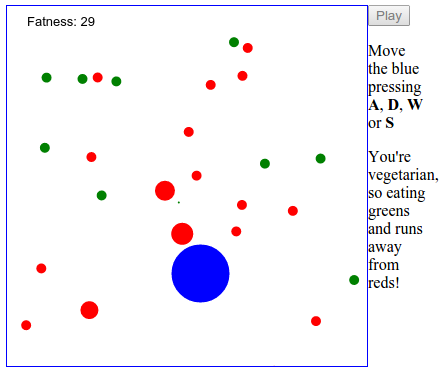 Fatness: 29
Play
Move
the blue
pressing
A, D, W
or S
You're
vegetarian,
so eating
greens
and runs
away
from
reds!